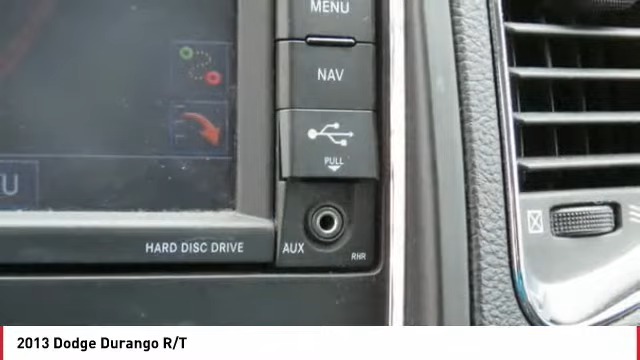 MENU
NAV
PULL
U
HARD DISC DRIVE
AUX
RHR
2013 Dodge Durango R/T